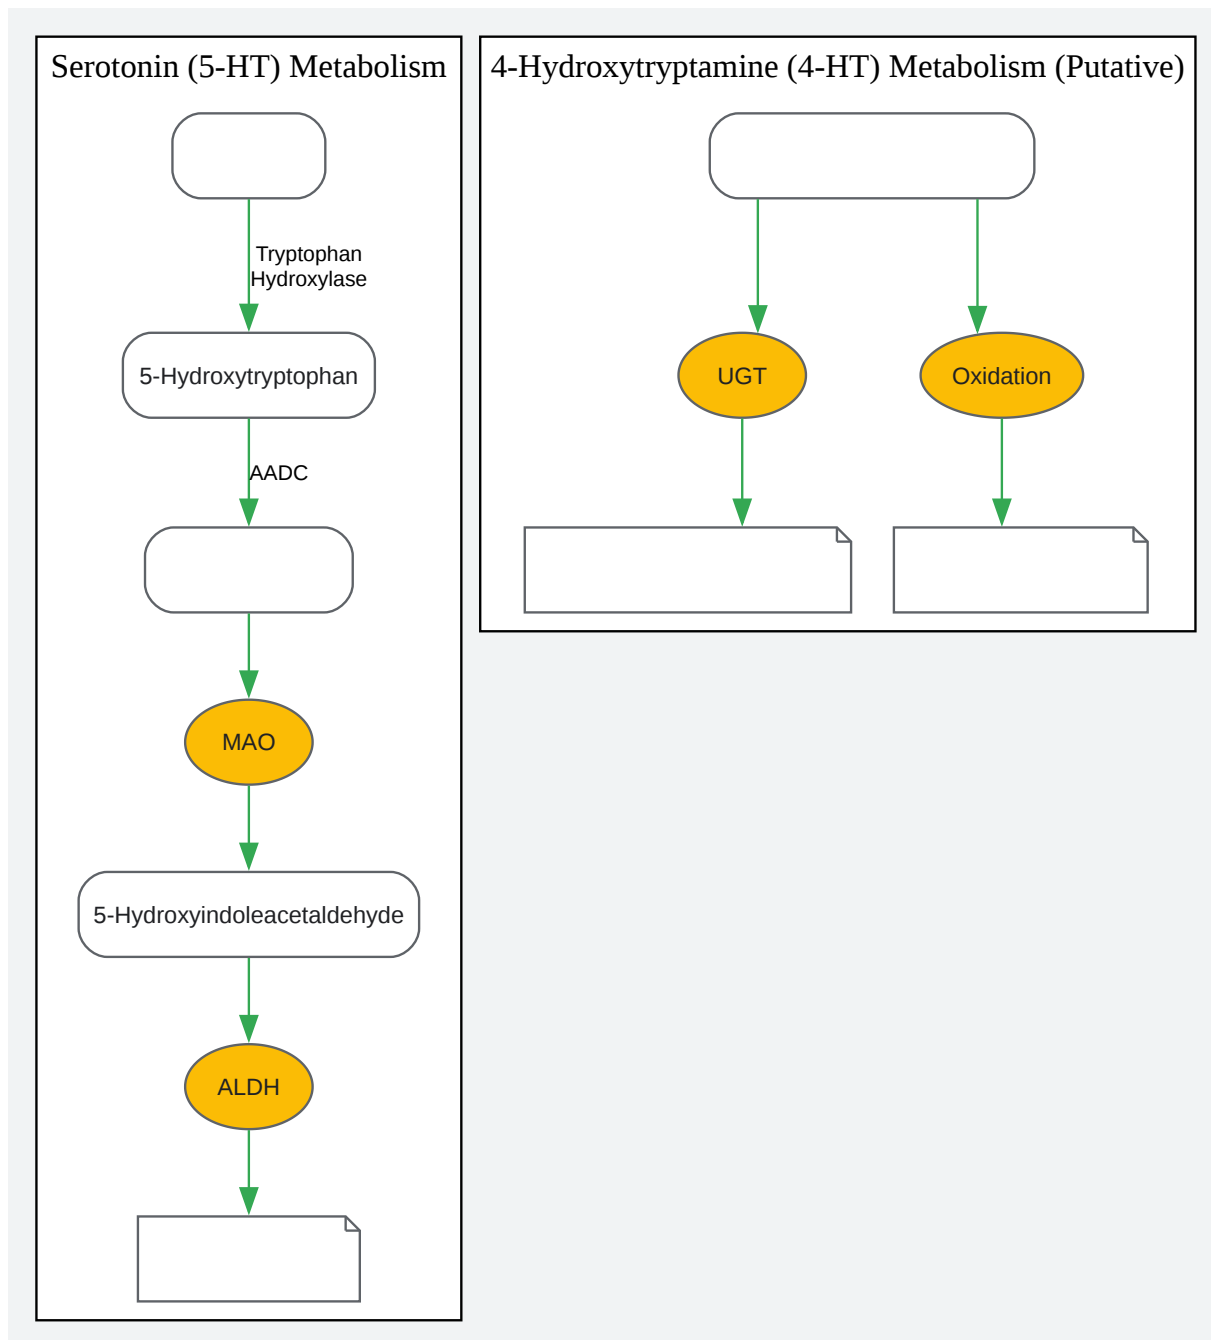 Serotonin (5-HT) Metabolism
Tryptophan
Hydroxylase
5-Hydroxytryptophan
AADC
MAO
5-Hydroxyindoleacetaldehyde
ALDH
4-Hydroxytryptamine (4-HT) Metabolism (Putative)
UGT
Oxidation